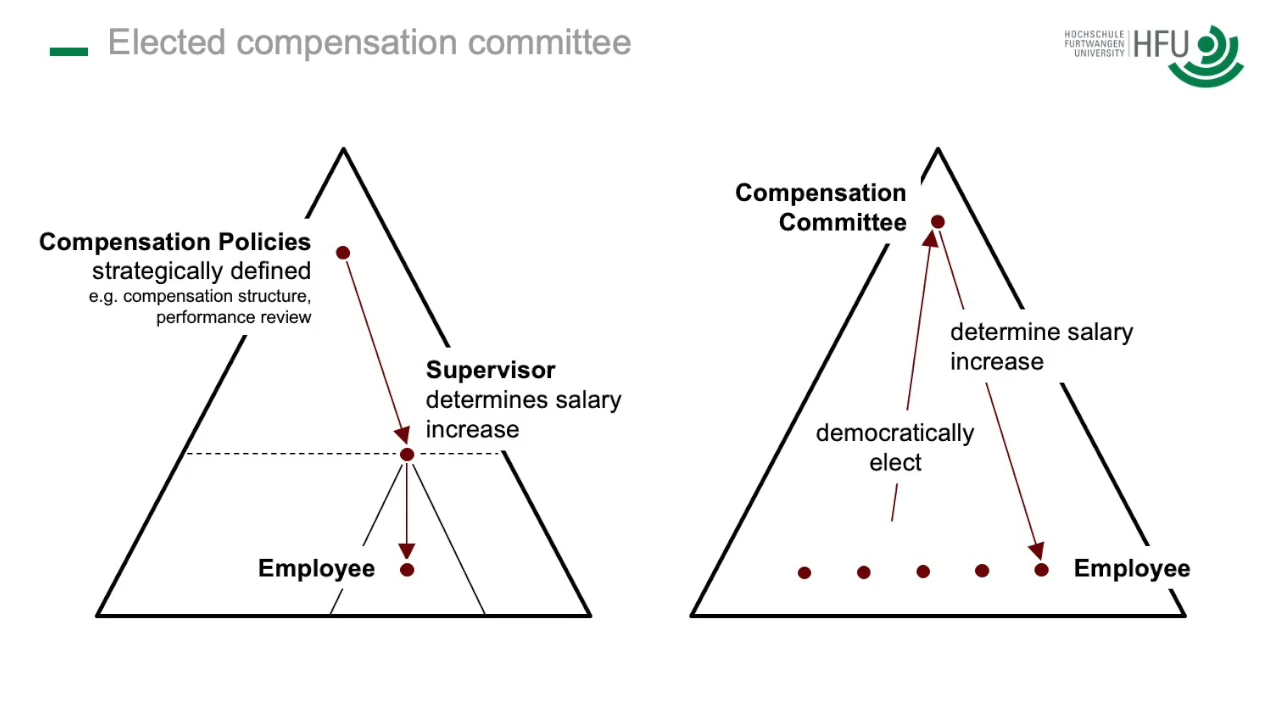 Elected compensation committee
HOCHSCHULE
FURTWANGEN
UNIVERSITY
HFU
Compensation Policies
strategically defined
e.g. compensation structure,
performance review
Supervisor
determines salary
increase
Employee
Compensation
Committee
determine salary
increase
democratically
elect
Employee